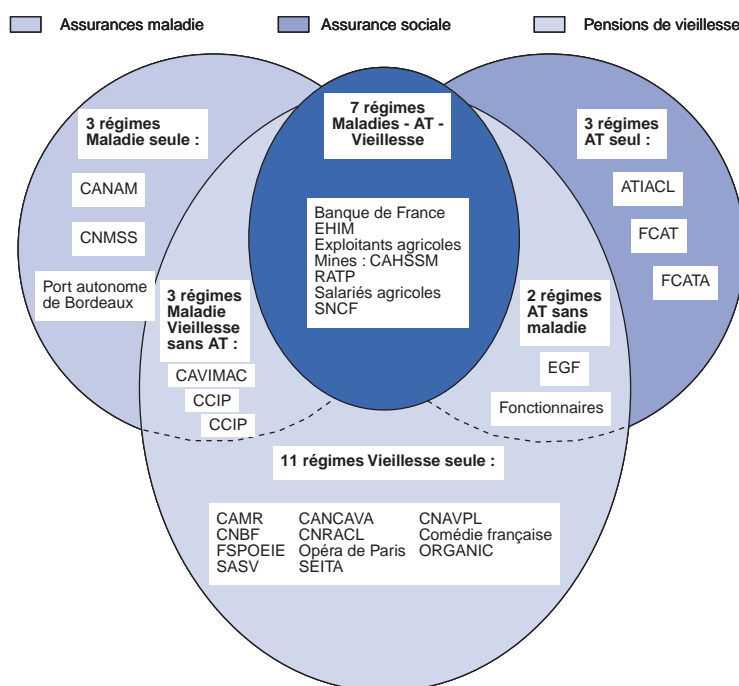 Assurances maladie
Assurance sociale
Pensions de vieillesse
3 régimes
Maladie seule :
CANAM
CNMSS
Port autonome
de Bordeaux
7 régimes
Maladies - AT -
Vieillesse
Banque de France
EHIM
Exploitants agricoles
Mines : CAHSSM
RATP
Salariés agricoles
SNCF
3 régimes
AT seul :
ATIACL
FCAT
FCATA
3 régimes
Maladie
Vieillesse
sans AT :
CAVIMAC
CCIP
CCIP
2 régimes
AT sans
maladie
EGF
Fonctionnaires
11 régimes Vieillesse seule :
CAMR CANCAVA CNAVPL
CNBF CNRACL Comédie française
FSPOEIE Opéra de Paris ORGANIC
SASV SEITA